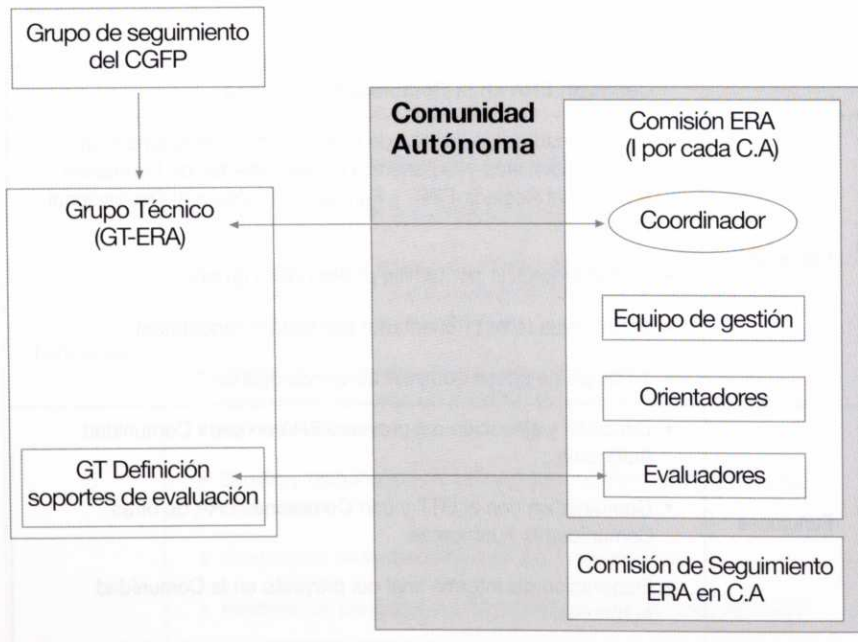 Grupo de seguimiento
del CGFP
Grupo Técnico
(GT-ERA)
GT Definición
soportes de evaluación
Comunidad
Autónoma
Comisión ERA
(I por cada C.A)
Coordinador
Equipo de gestión
Orientadores
Evaluadores
Comisión de Seguimiento
ERA en C.A